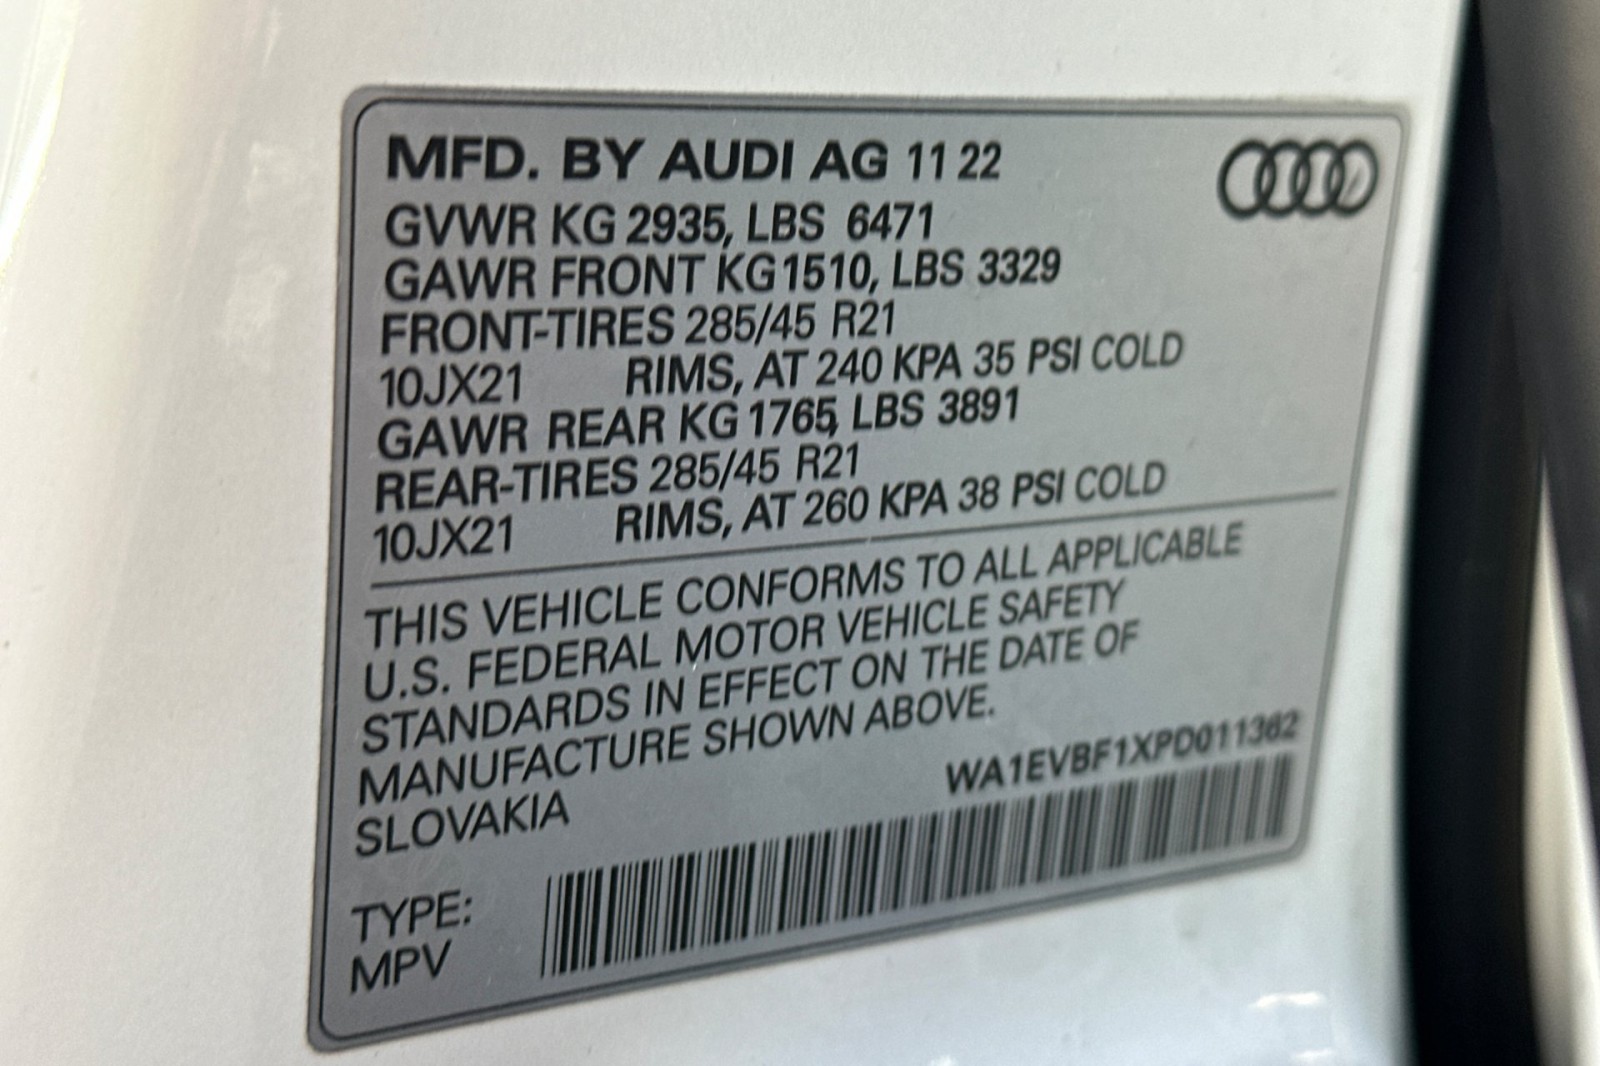 MFD. BY AUDI AG 11 22
GVWR KG 2935, LBS 6471
GAWR FRONT KG 1510, LBS 3329
FRONT-TIRES 285/45 R21
10JX21 RIMS, AT 240 KPA 35 PSI COLD
GAWR REAR KG 1765, LBS 3891
REAR-TIRES 285/45 R21
10JX21 RIMS, AT 260 KPA 38 PSI COLD
THIS VEHICLE CONFORMS TO ALL APPLICABLE
U.S. FEDERAL MOTOR VEHICLE SAFETY
STANDARDS IN EFFECT ON THE DATE OF
MANUFACTURE SHOWN ABOVE.
SLOVAKIA
WA1EVBF1XPD011362
TYPE:
MPV